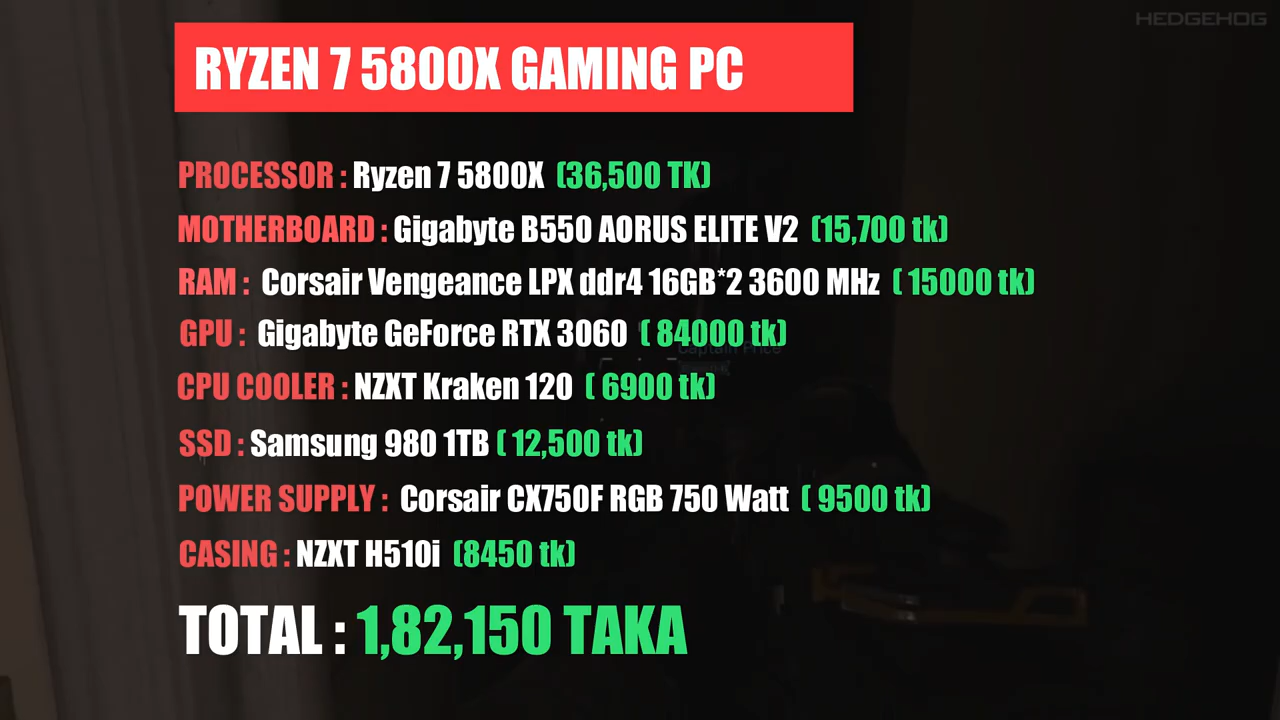 HEDGEHOG
RYZEN 7 5800X GAMING PC
PROCESSOR : Ryzen 7 5800X (36,500 TK)
MOTHERBOARD : Gigabyte B550 AORUS ELITE V2 (15,700 tk)
RAM : Corsair Vengeance LPX ddr4 16GB*2 3600 MHz ( 15000 tk)
GPU : Gigabyte GeForce RTX 3060 ( 84000 tk)
Captain Price
CPU COOLER : NZXT Kraken 120 ( 6900 tk)
SSD : Samsung 980 1TB ( 12,500 tk)
POWER SUPPLY : Corsair CX750F RGB 750 Watt ( 9500 tk)
CASING : NZXT H510i (8450 tk)
TOTAL : 1,82,150 TAKA